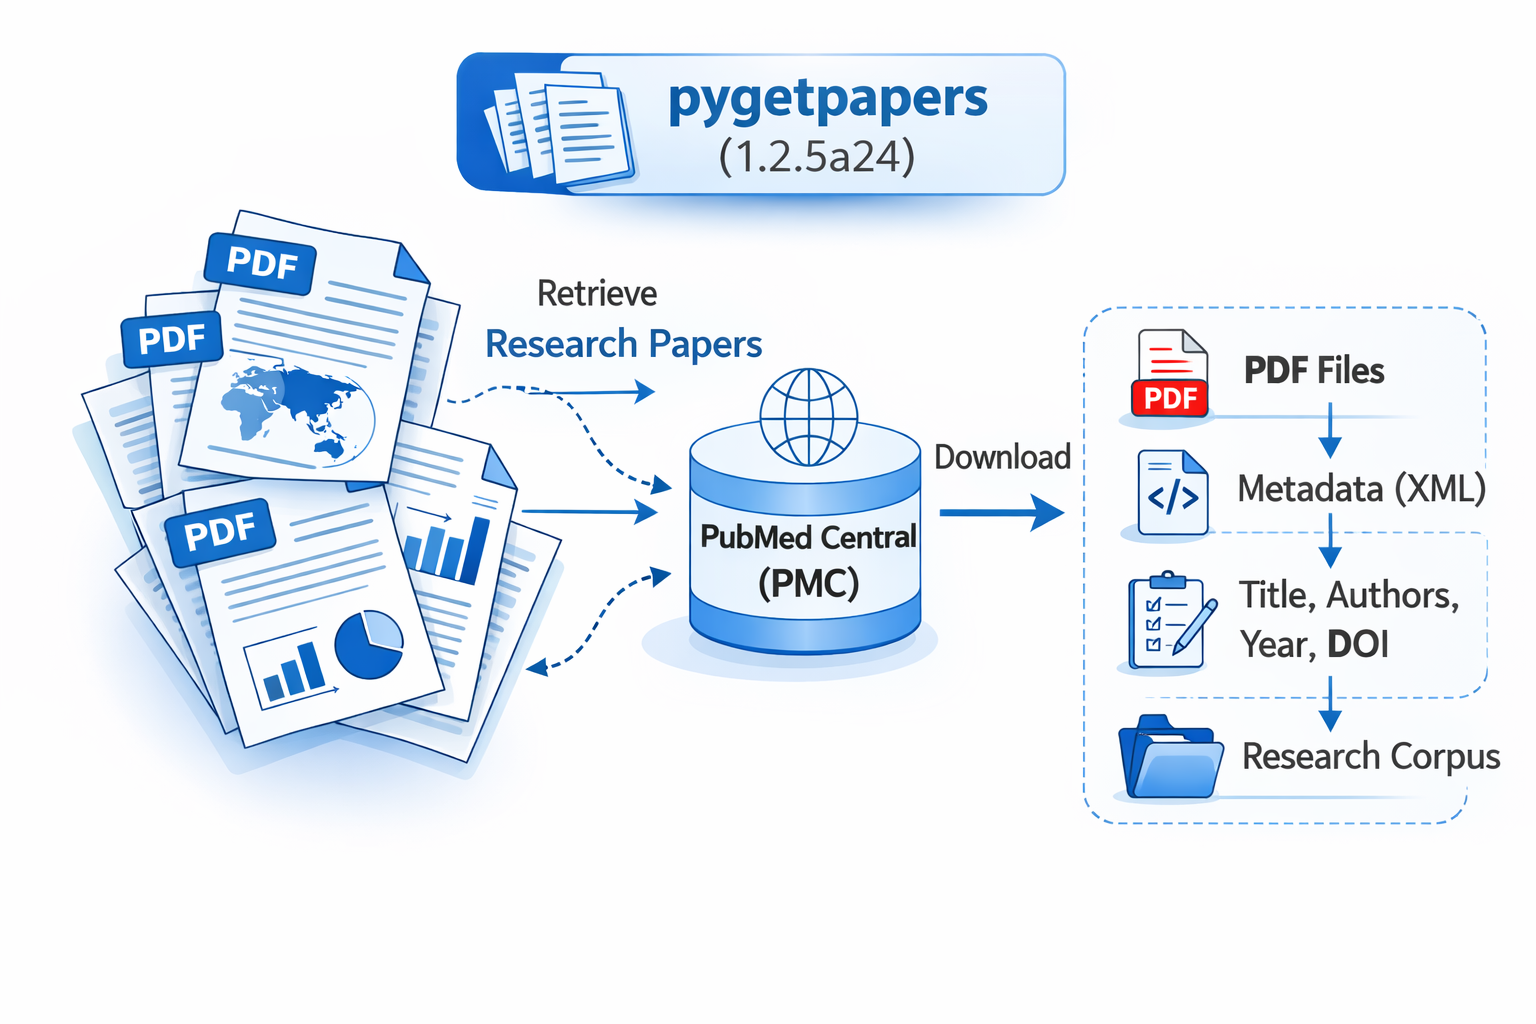 pygetpapers
(1.2.5a24)
PDF
PDF
PDF
Retrieve
Research Papers
PubMed Central
(PMC)
Download
PDF
PDF Files
</>
Metadata (XML)
Title, Authors,
Year, DOI
Research Corpus